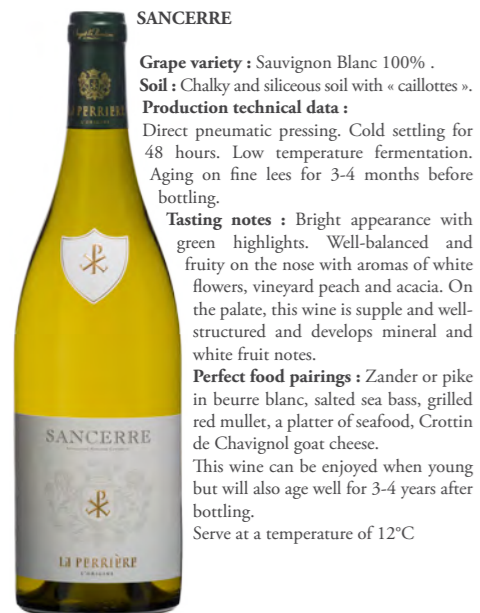 SANCERRE
Grape variety : Sauvignon Blanc 100% .
Soil : Chalky and siliceous soil with « caillottes ».
Production technical data :
Direct pneumatic pressing. Cold settling for
48 hours. Low temperature fermentation.
Aging on fine lees for 3-4 months before
bottling.
Tasting notes : Bright appearance with
green highlights. Well-balanced and
fruity on the nose with aromas of white
flowers, vineyard peach and acacia. On
the palate, this wine is supple and well-
structured and develops mineral and
white fruit notes.
Perfect food pairings : Zander or pike
in beurre blanc, salted sea bass, grilled
red mullet, a platter of seafood, Crottin
de Chavignol goat cheese.
This wine can be enjoyed when young
but will also age well for 3-4 years after
bottling.
Serve at a temperature of 12°C
LA PERRIÈRE
SANCERRE
LA PERRIÈRE